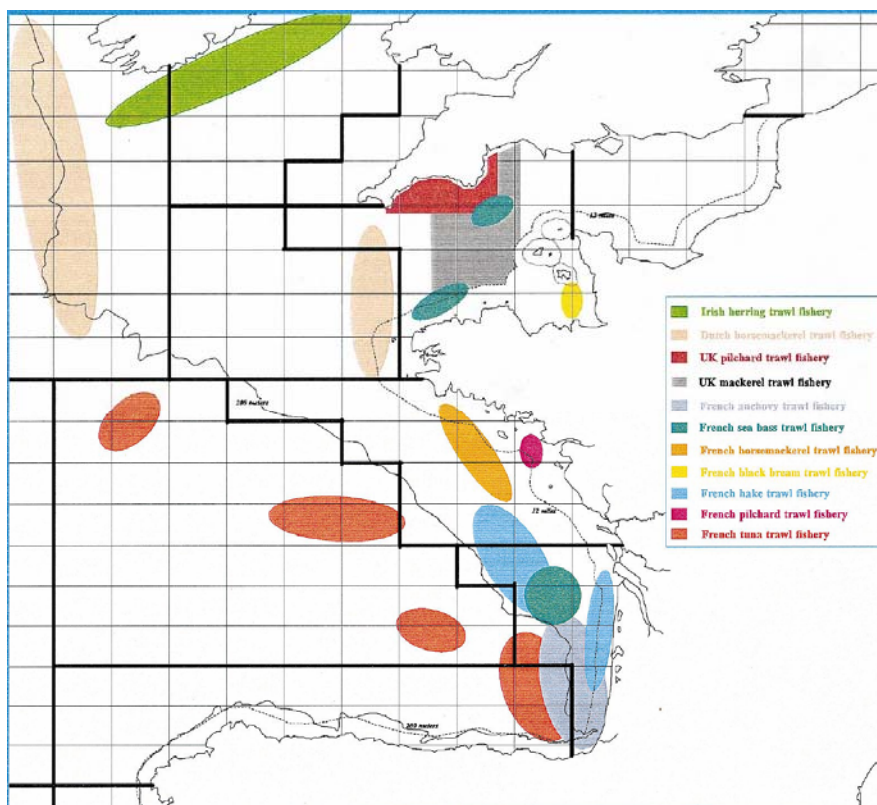 12 miles
Irish herring trawl fishery
Dutch horsemackerel trawl fishery
UK pilchard trawl fishery
UK mackerel trawl fishery
French anchovy trawl fishery
200 meters
French sea bass trawl fishery
French horsemackerel trawl fishery
French black bream trawl fishery
French hake trawl fishery
12 miles
French pilchard trawl fishery
French tuna trawl fishery
200 meters